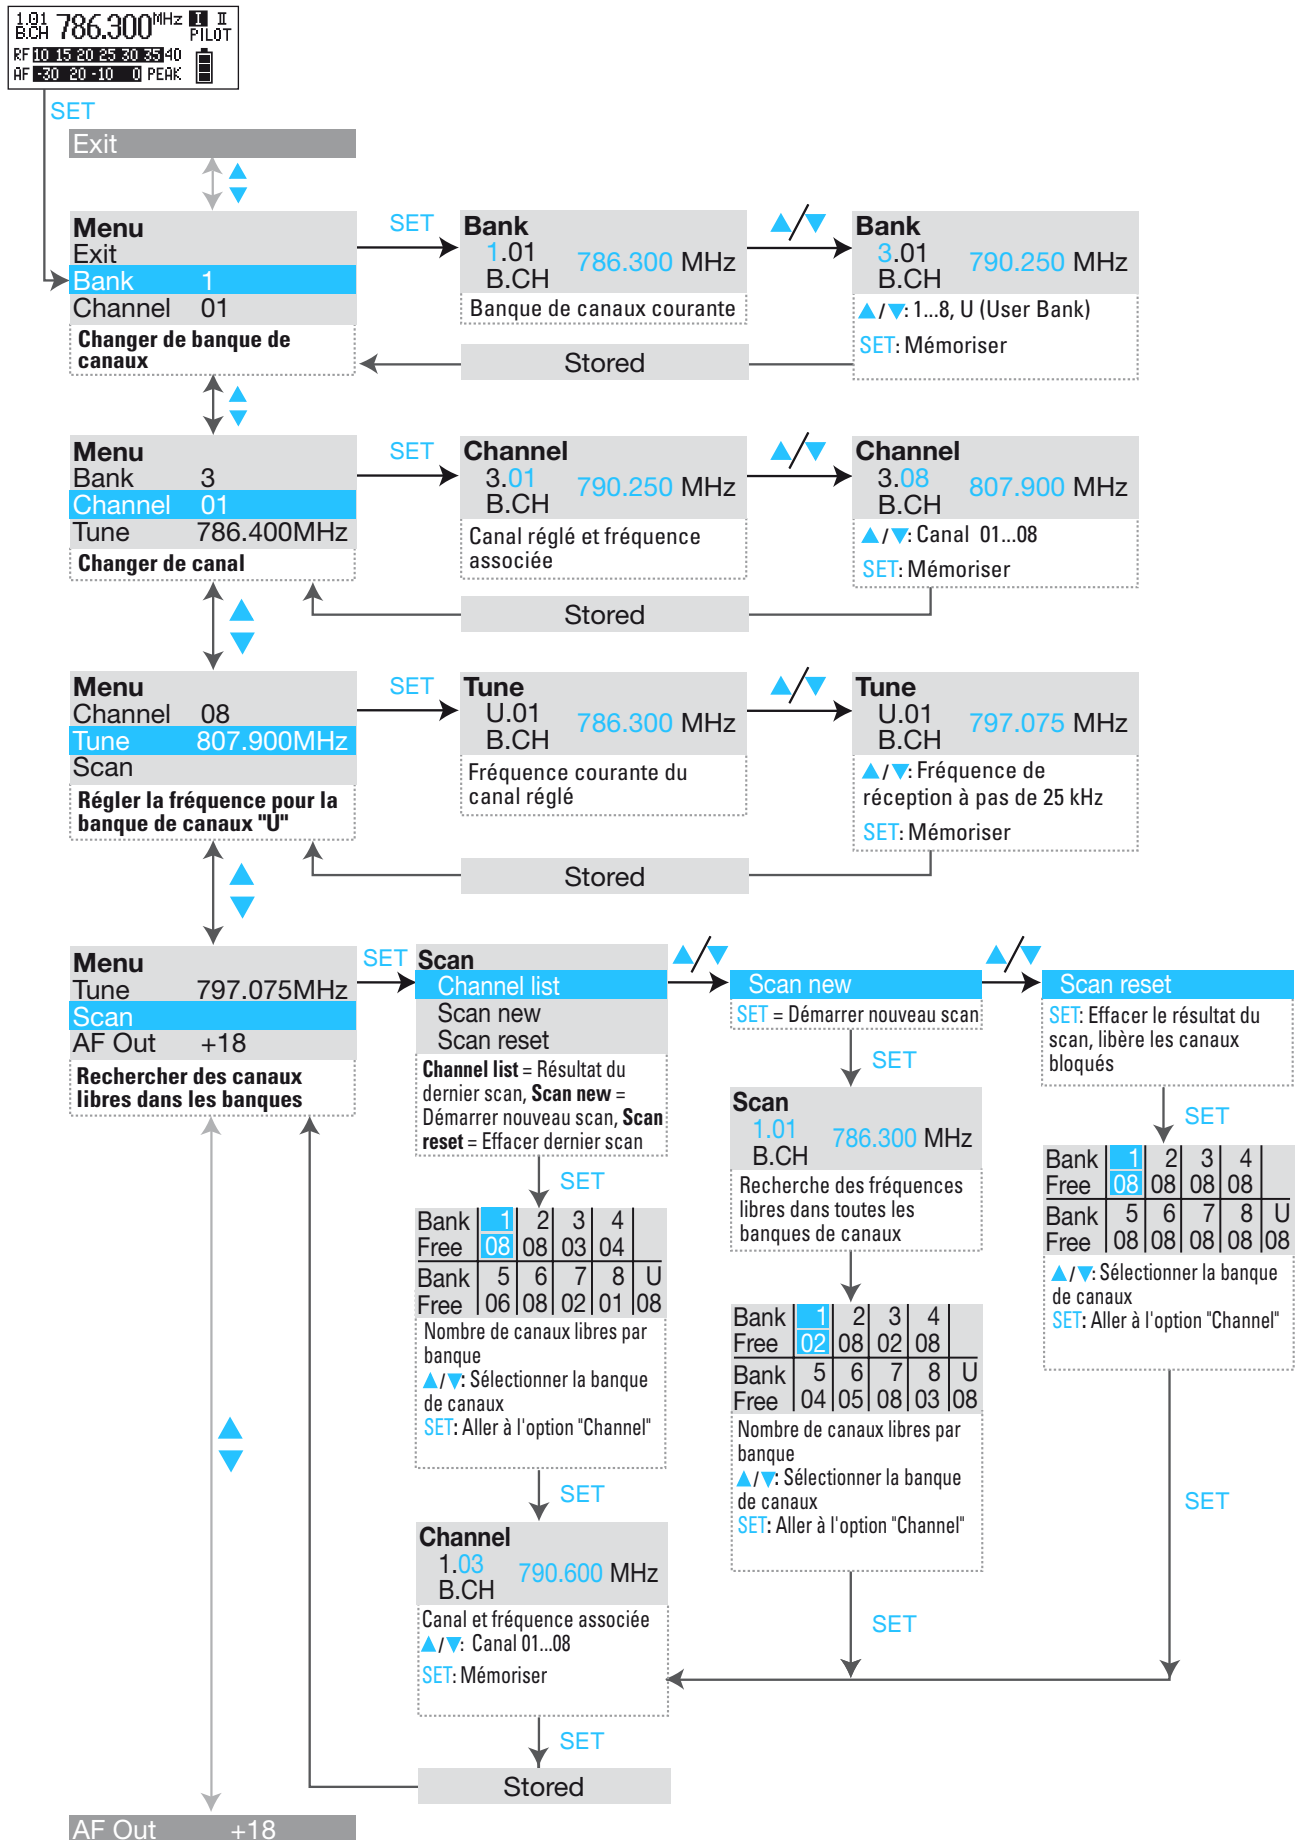 1.01 786.300 MHz I II
B.CH PILOT
RF 10 15 20 25 30 35 40
AF -30 20 -10 0 PEAK
SET
Exit
Menu
Exit
Bank 1
Channel 01
Changer de banque de
canaux
SET
Bank
1.01 786.300 MHz
B.CH
Banque de canaux courante
▲/▼
Bank
3.01 790.250 MHz
B.CH
▲/▼: 1...8, U (User Bank)
SET: Mémoriser
Stored
Menu
Bank 3
Channel 01
Tune 786.400MHz
Changer de canal
SET
Channel
3.01 790.250 MHz
B.CH
Canal réglé et fréquence
associée
▲/▼
Channel
3.08 807.900 MHz
B.CH
▲/▼: Canal 01...08
SET: Mémoriser
Stored
Menu
Channel 08
Tune 807.900MHz
Scan
Régler la fréquence pour la
banque de canaux "U"
SET
Tune
U.01 786.300 MHz
B.CH
Fréquence courante du
canal réglé
▲/▼
Tune
U.01 797.075 MHz
B.CH
▲/▼: Fréquence de
réception à pas de 25 kHz
SET: Mémoriser
Stored
Menu
Tune 797.075MHz
Scan
AF Out +18
Rechercher des canaux
libres dans les banques
SET
Scan
Channel list
Scan new
Scan reset
Channel list = Résultat du
dernier scan, Scan new =
Démarrer nouveau scan, Scan
reset = Effacer dernier scan
SET
Bank 1 2 3 4
Free 08 08 03 04
Bank 5 6 7 8 U
Free 06 08 02 01 08
Nombre de canaux libres par
banque
▲/▼: Sélectionner la banque
de canaux
SET: Aller à l'option "Channel"
SET
Channel
1.03 790.600 MHz
B.CH
Canal et fréquence associée
▲/▼: Canal 01...08
SET: Mémoriser
SET
Stored
▲/▼
Scan new
SET = Démarrer nouveau scan
SET
Scan
1.01 786.300 MHz
B.CH
Recherche des fréquences
libres dans toutes les
banques de canaux
Bank 1 2 3 4
Free 02 08 02 08
Bank 5 6 7 8 U
Free 04 05 08 03 08
Nombre de canaux libres par
banque
▲/▼: Sélectionner la banque
de canaux
SET: Aller à l'option "Channel"
SET
▲/▼
Scan reset
SET: Effacer le résultat du
scan, libère les canaux
bloqués
SET
Bank 1 2 3 4
Free 08 08 08 08
Bank 5 6 7 8 U
Free 08 08 08 08 08
▲/▼: Sélectionner la banque
de canaux
SET: Aller à l'option "Channel"
SET
AF Out +18